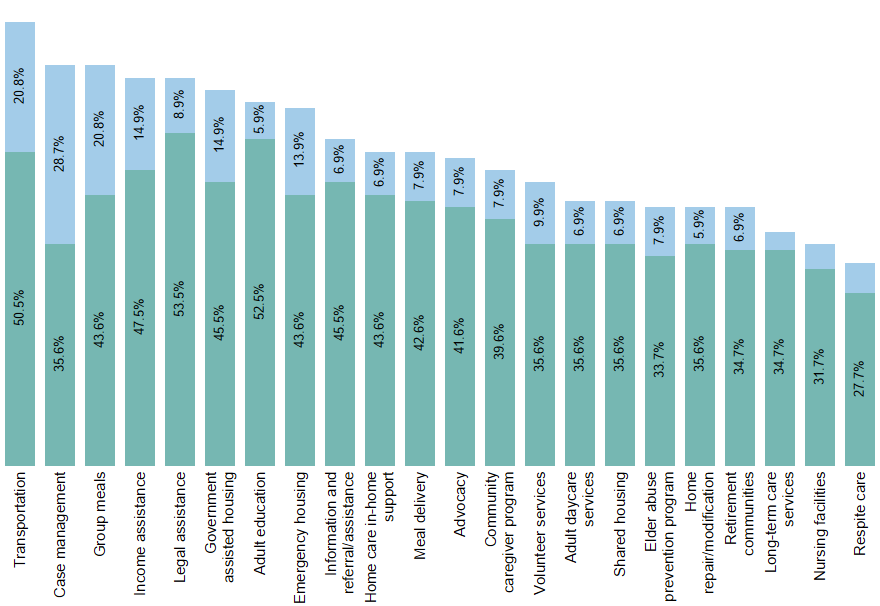 20.8%
50.5%
28.7%
35.6%
20.8%
43.6%
14.9%
47.5%
8.9%
53.5%
14.9%
45.5%
5.9%
52.5%
13.9%
43.6%
6.9%
45.5%
6.9%
43.6%
7.9%
42.6%
7.9%
41.6%
7.9%
39.6%
9.9%
35.6%
6.9%
35.6%
6.9%
35.6%
7.9%
33.7%
5.9%
35.6%
6.9%
34.7%
34.7%
31.7%
27.7%
Transportation
Case management
Group meals
Income assistance
Legal assistance
Government
assisted housing
Adult education
Emergency housing
Information and
referral/assistance
Home care in-home
support
Meal delivery
Advocacy
Community
caregiver program
Volunteer services
Adult daycare
services
Shared housing
Elder abuse
prevention program
Home
repair/modification
Retirement
communities
Long-term care
services
Nursing facilities
Respite care